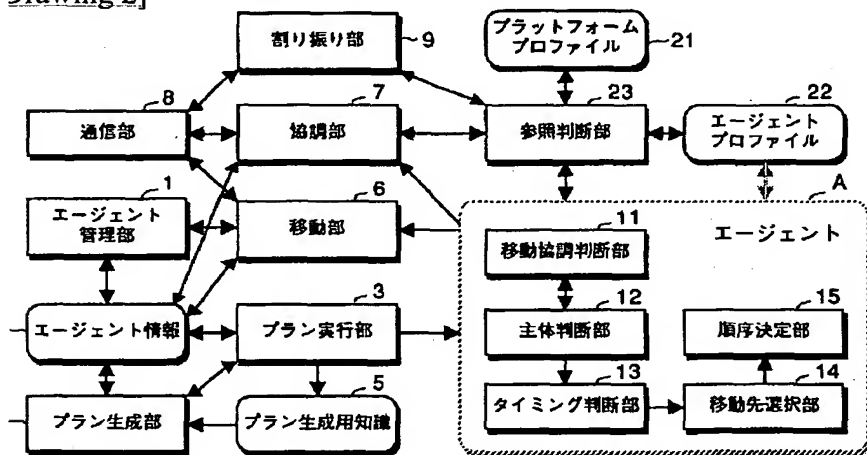 割り振り部
9
プラットフォーム
プロファイル
21
8
通信部
7
協調部
23
参照判断部
22
エージェント
プロファイル
1
エージェント
管理部
6
移動部
A
エージェント
11
移動協調判断部
エージェント情報
3
プラン実行部
12
主体判断部
15
順序決定部
プラン生成部
5
プラン生成用知識
13
タイミング判断部
14
移動先選択部